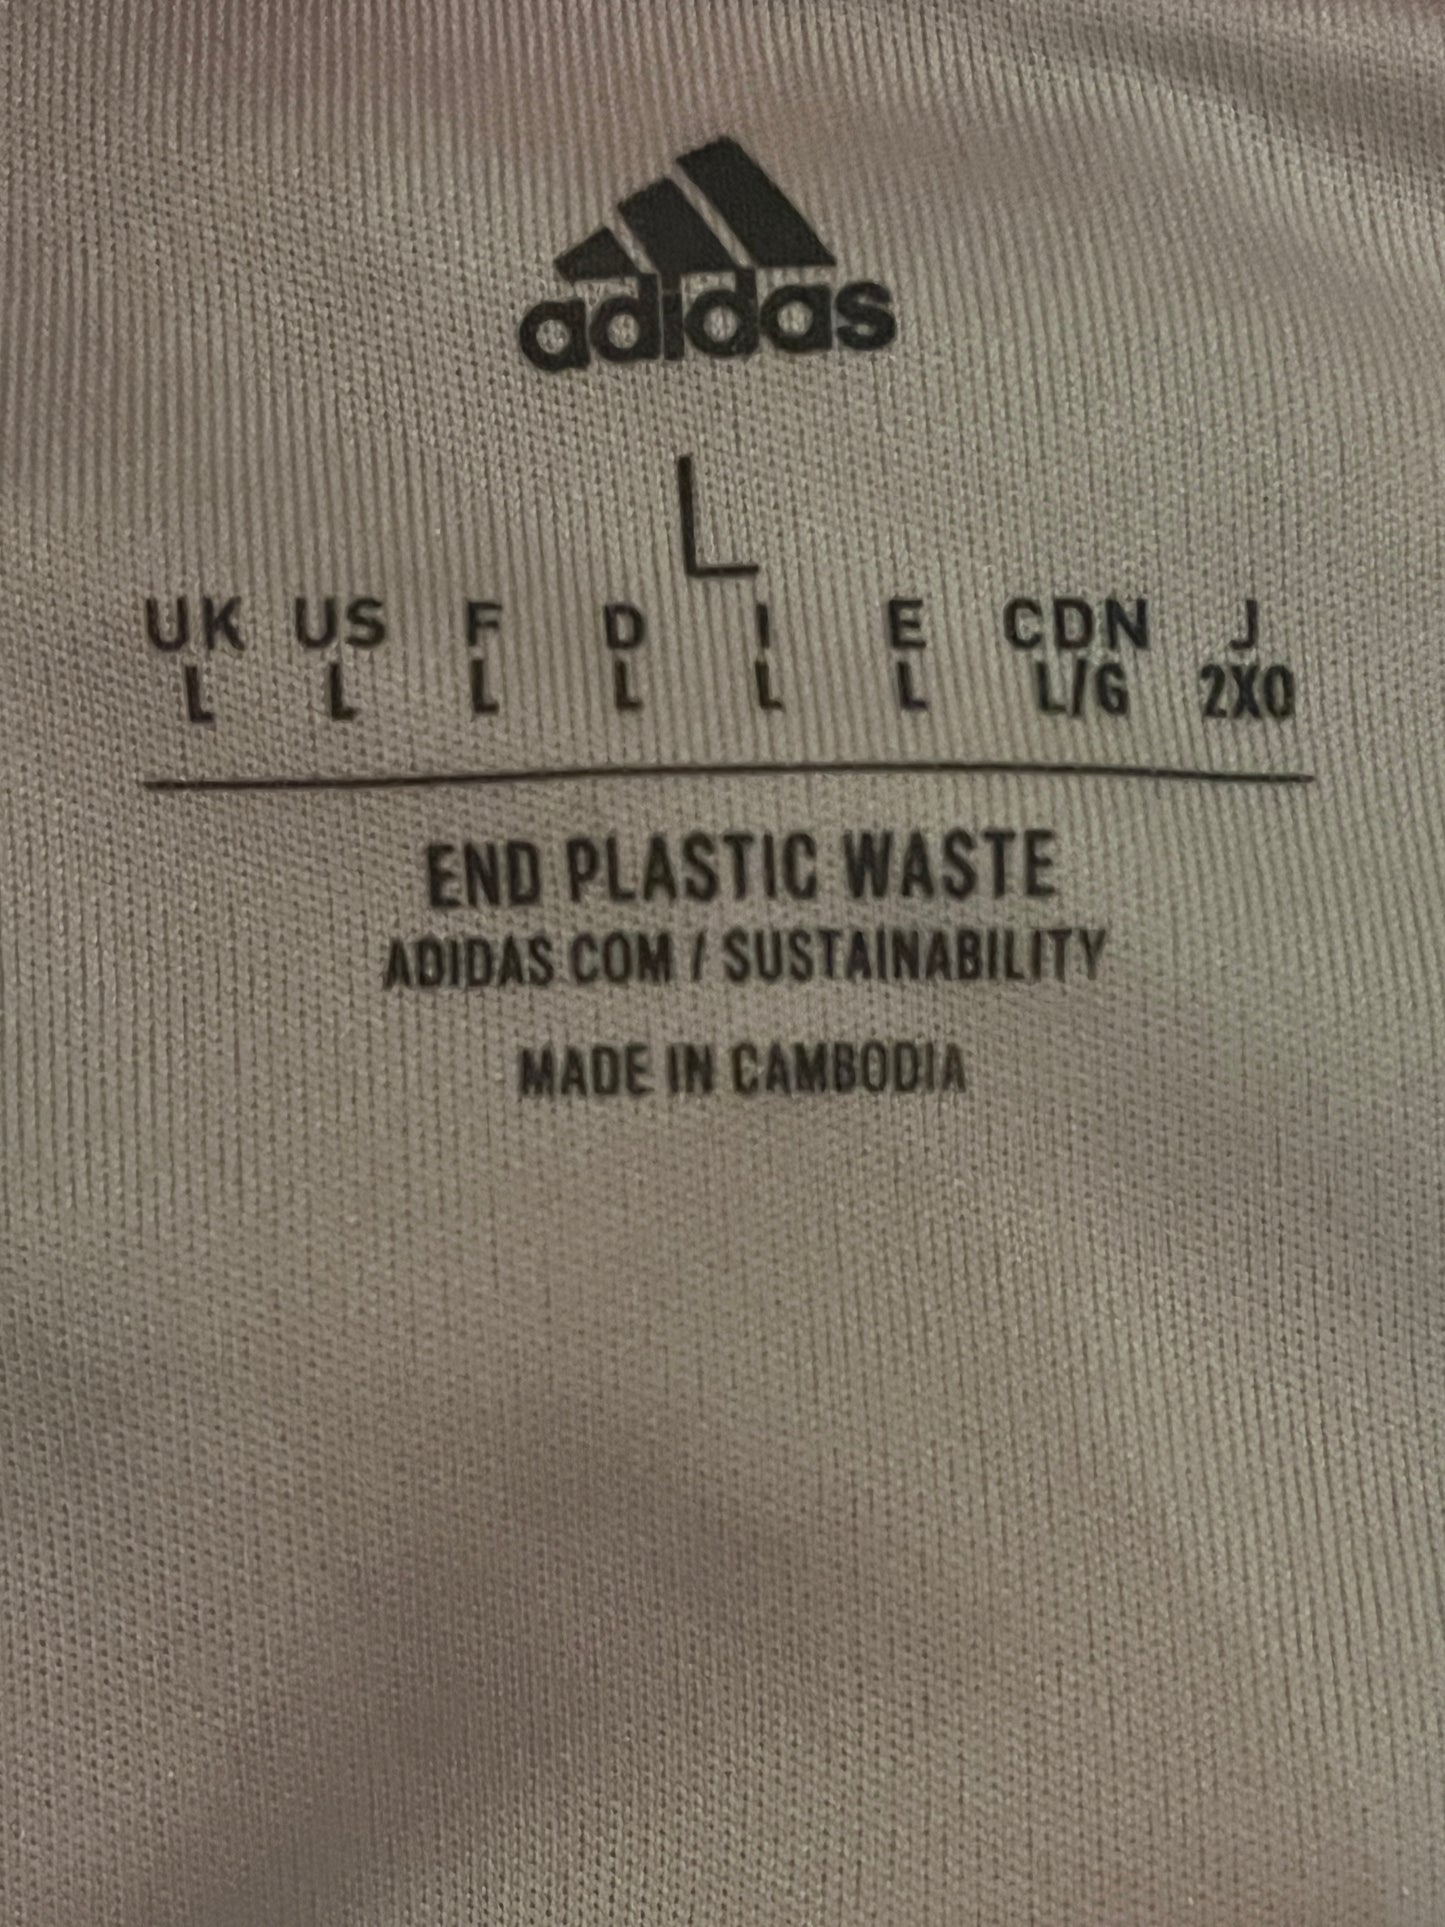 adidas
L
UK US F D I E CDN J
L L L L L L L/G 2XO
END PLASTIC WASTE
ADIDAS.COM / SUSTAINABILITY
MADE IN CAMBODIA